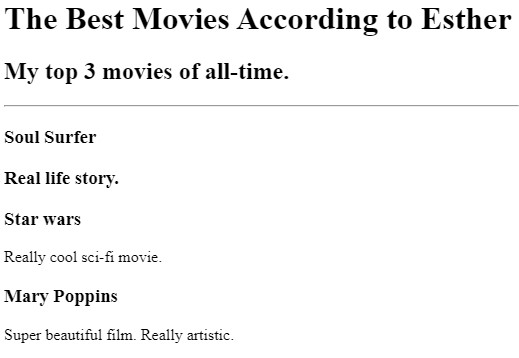 The Best Movies According to Esther
My top 3 movies of all-time.
Soul Surfer
Real life story.
Star wars
Really cool sci-fi movie.
Mary Poppins
Super beautiful film. Really artistic.